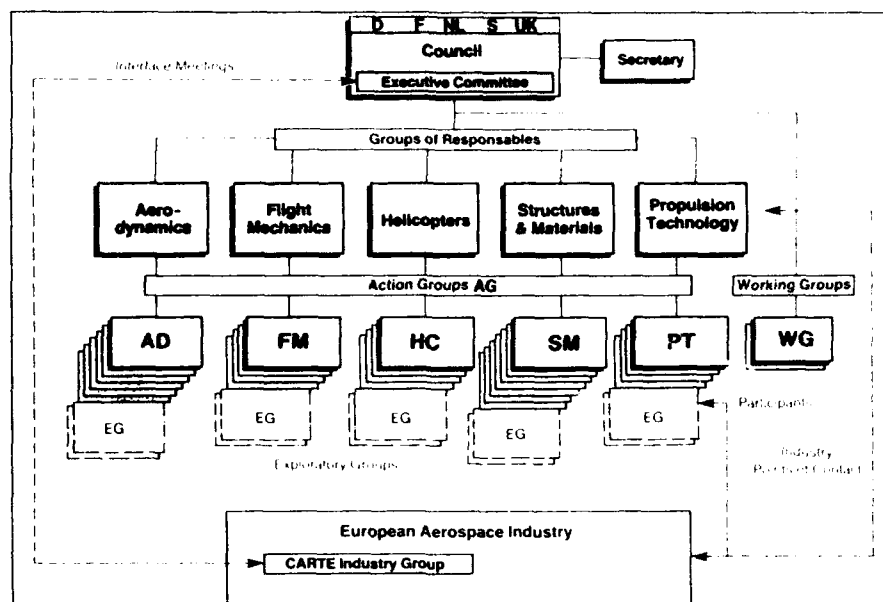 D F NL S UK
Council
Executive Committee
Secretary
Interface Meetings
Groups of Responsables
Aero-
dynamics
Flight
Mechanics
Helicopters
Structures
& Materials
Propulsion
Technology
Action Groups AG
Working Groups
AD
FM
HC
SM
PT
WG
EG
EG
EG
EG
EG
Participants
Exploratory Groups
Industry
Contact
European Aerospace Industry
CARTE Industry Group